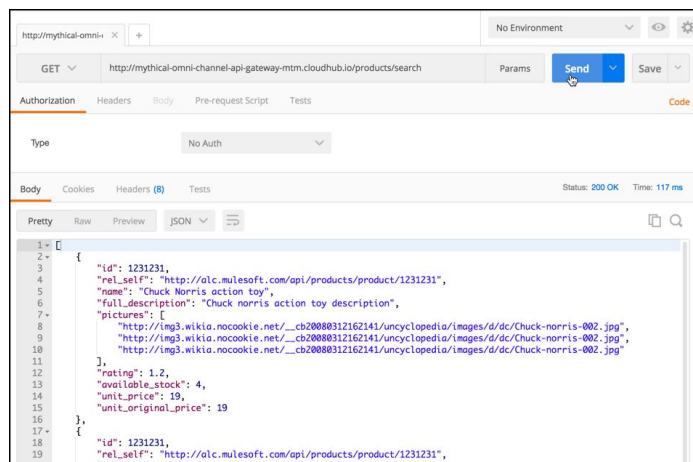 http://mythical-omni-
No Environment
GET http://mythical-omni-channel-api-gateway-mtm.cloudhub.io/products/search Params Send Save
Authorization Headers Body Pre-request Script Tests Code
Type No Auth
Body Cookies Headers (8) Tests Status: 200 OK Time: 117 ms
Pretty Raw Preview JSON
1 [
2 {
3 "id": 1231231,
4 "rel_self": "http://alc.mulesoft.com/api/products/product/1231231",
5 "name": "Chuck Norris action toy",
6 "full_description": "Chuck norris action toy description",
7 "pictures": [
8 "http://img3.wikia.nocookie.net/__cb20080312162141/uncyclopedia/images/d/dc/Chuck-norris-002.jpg",
9 "http://img3.wikia.nocookie.net/__cb20080312162141/uncyclopedia/images/d/dc/Chuck-norris-002.jpg",
10 "http://img3.wikia.nocookie.net/__cb20080312162141/uncyclopedia/images/d/dc/Chuck-norris-002.jpg"
11 ],
12 "rating": 1.2,
13 "available_stock": 4,
14 "unit_price": 19,
15 "unit_original_price": 19
16 },
17 {
18 "id": 1231231,
19 "rel_self": "http://alc.mulesoft.com/api/products/product/1231231",